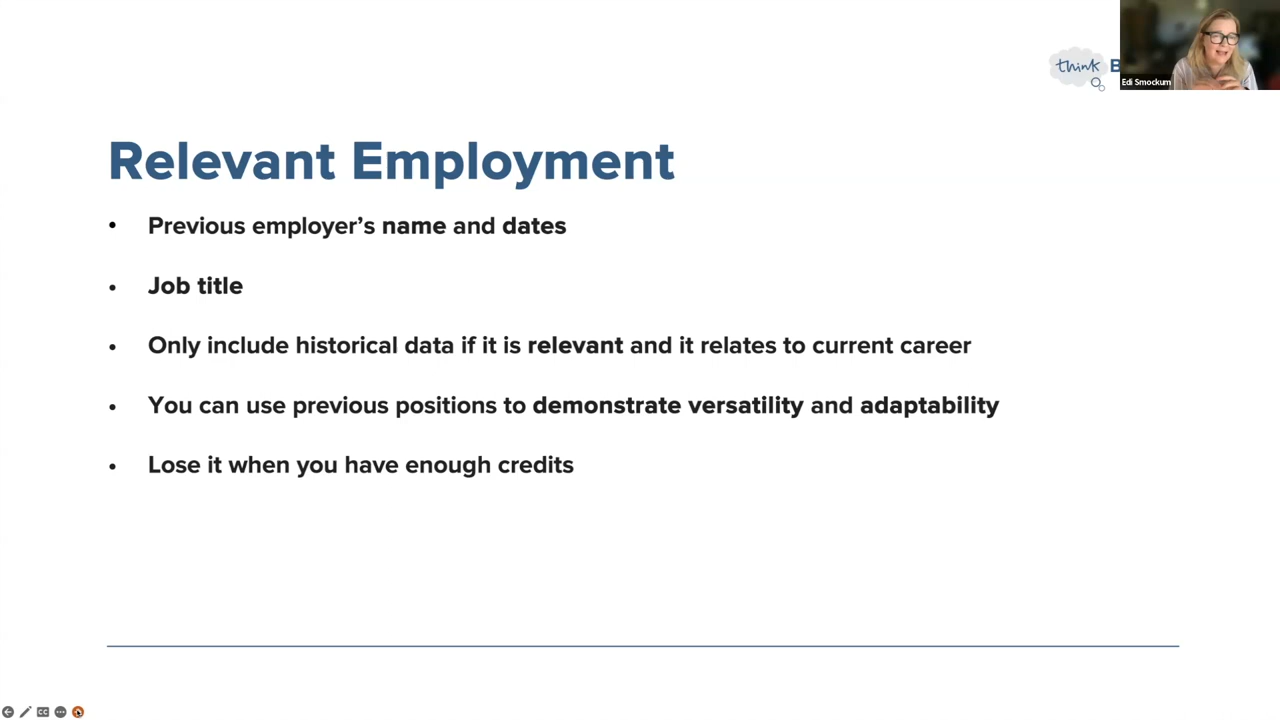 think B
Edi Smockum
Relevant Employment
• Previous employer’s name and dates
• Job title
• Only include historical data if it is relevant and it relates to current career
• You can use previous positions to demonstrate versatility and adaptability
• Lose it when you have enough credits
CC